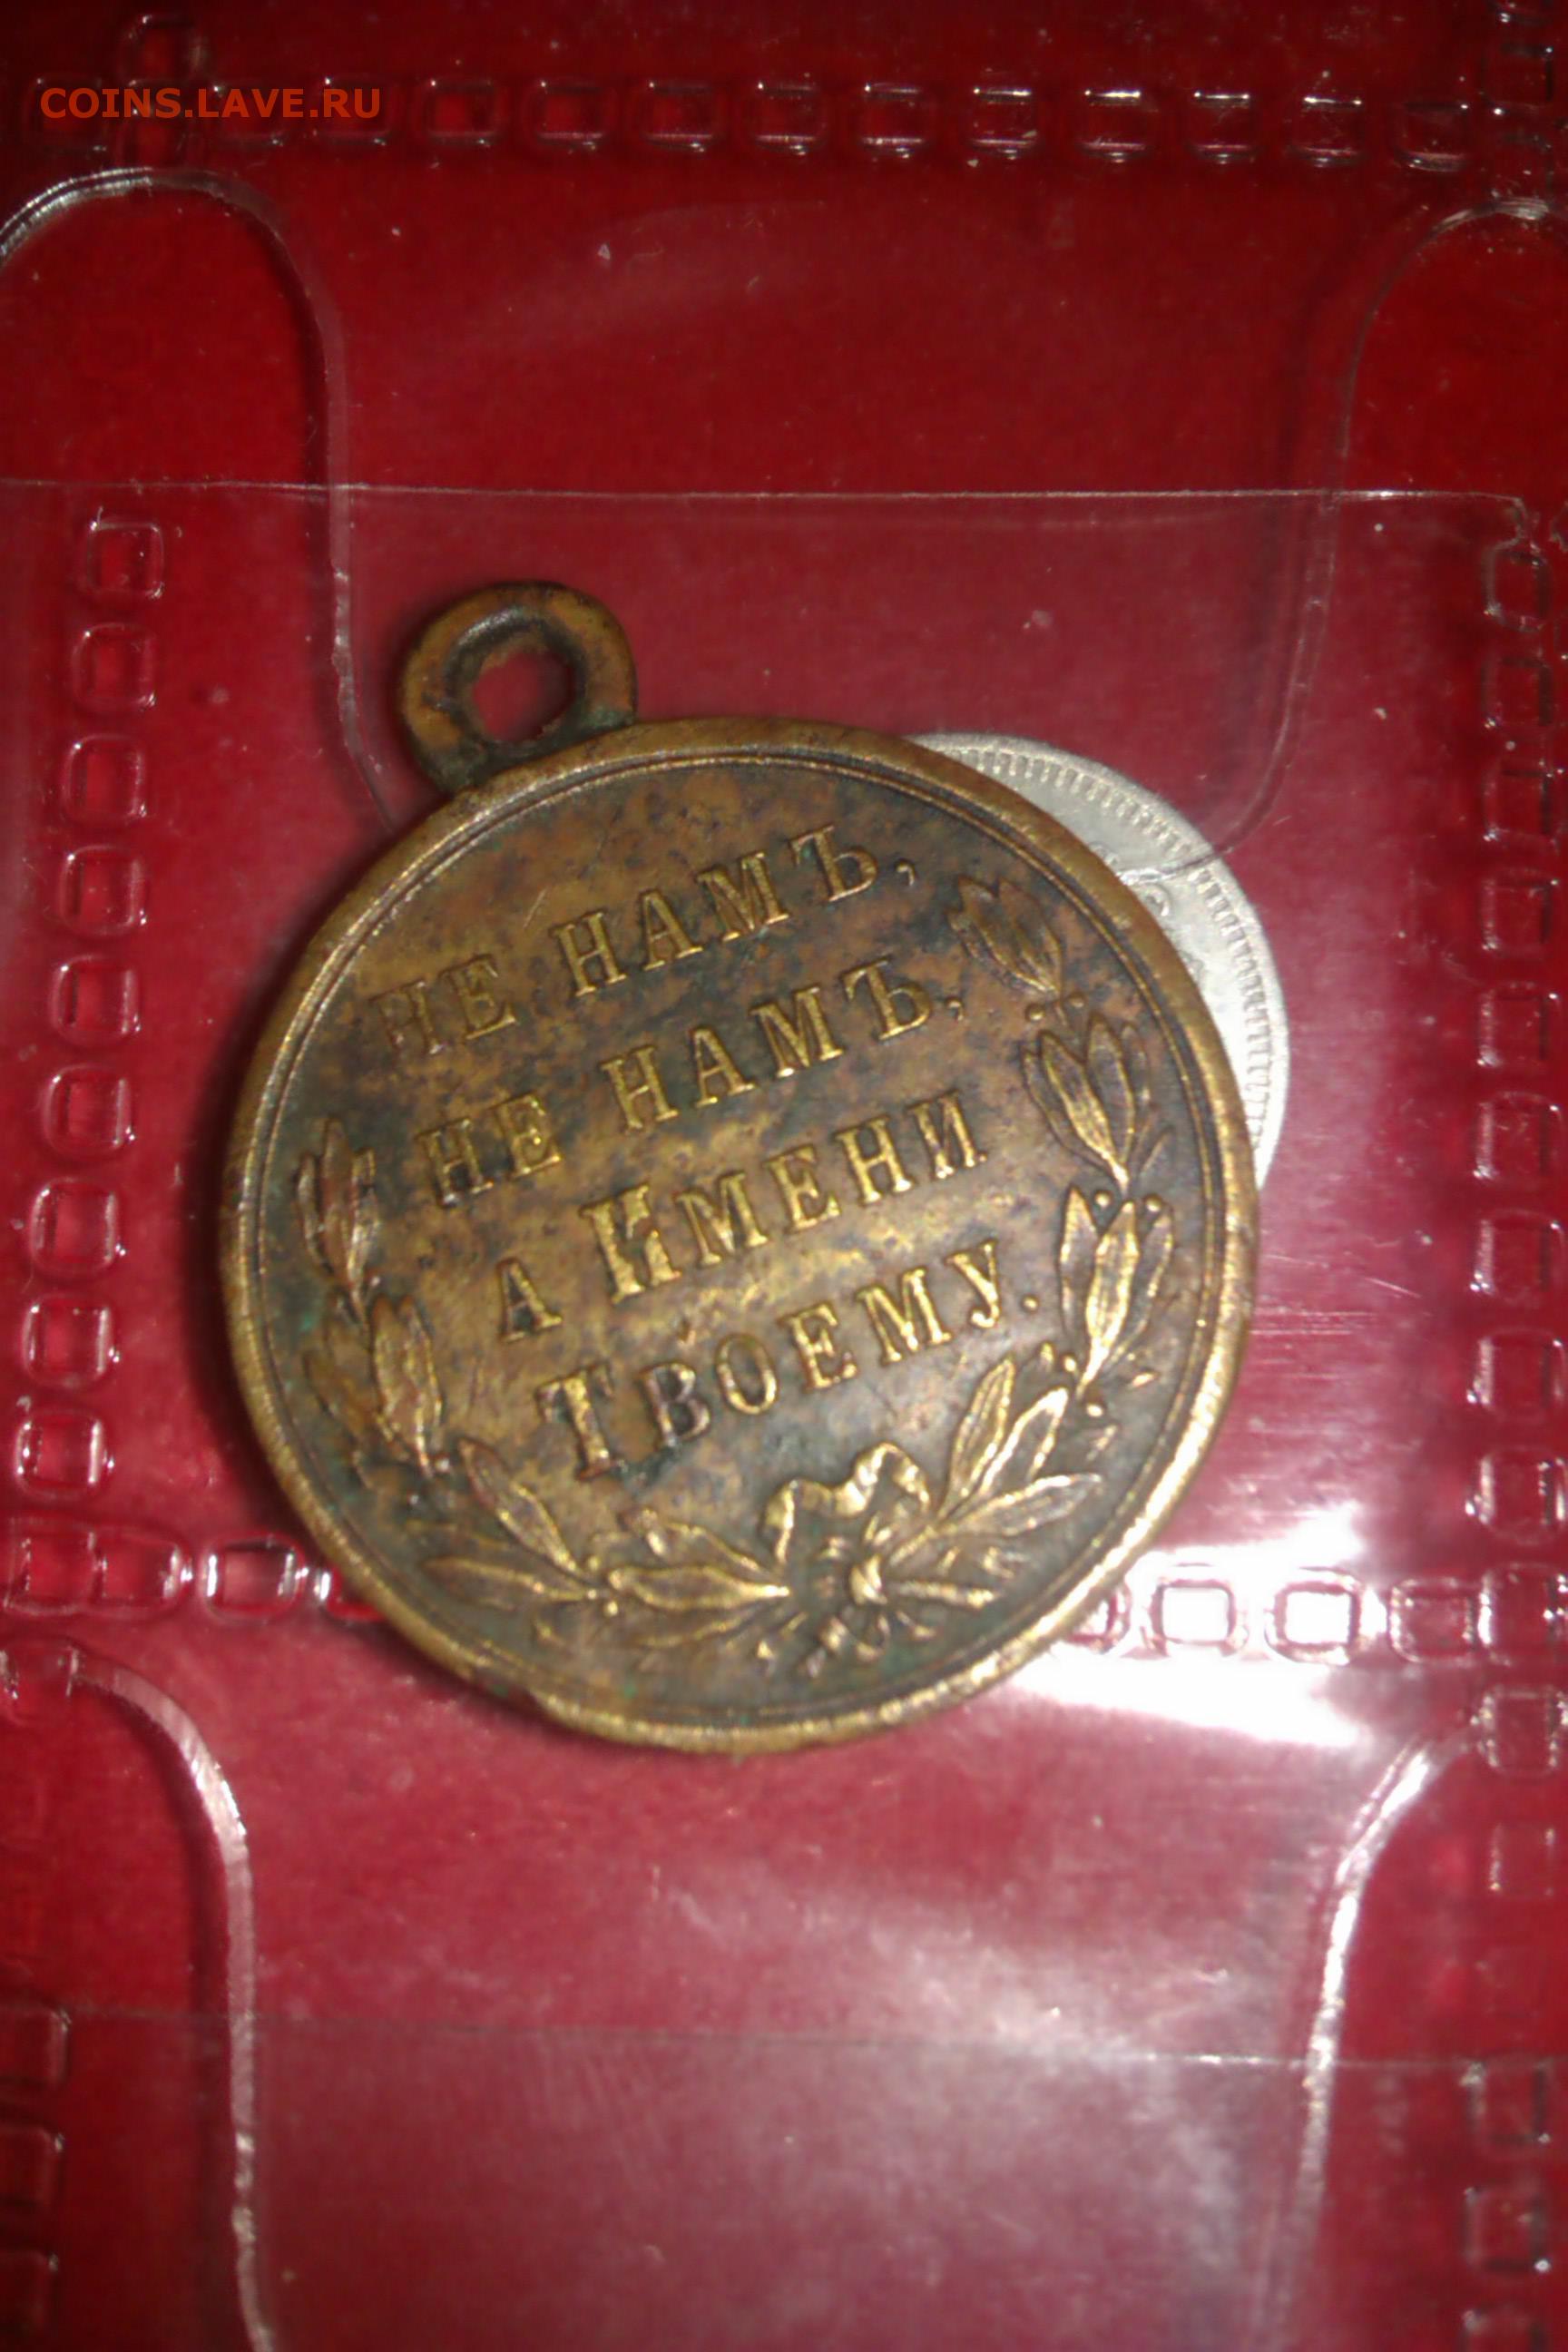 COINS.LAVE.RU
НЕ НАМЪ,
НЕ НАМЪ,
А ИМЕНИ
ТВОЕМУ.